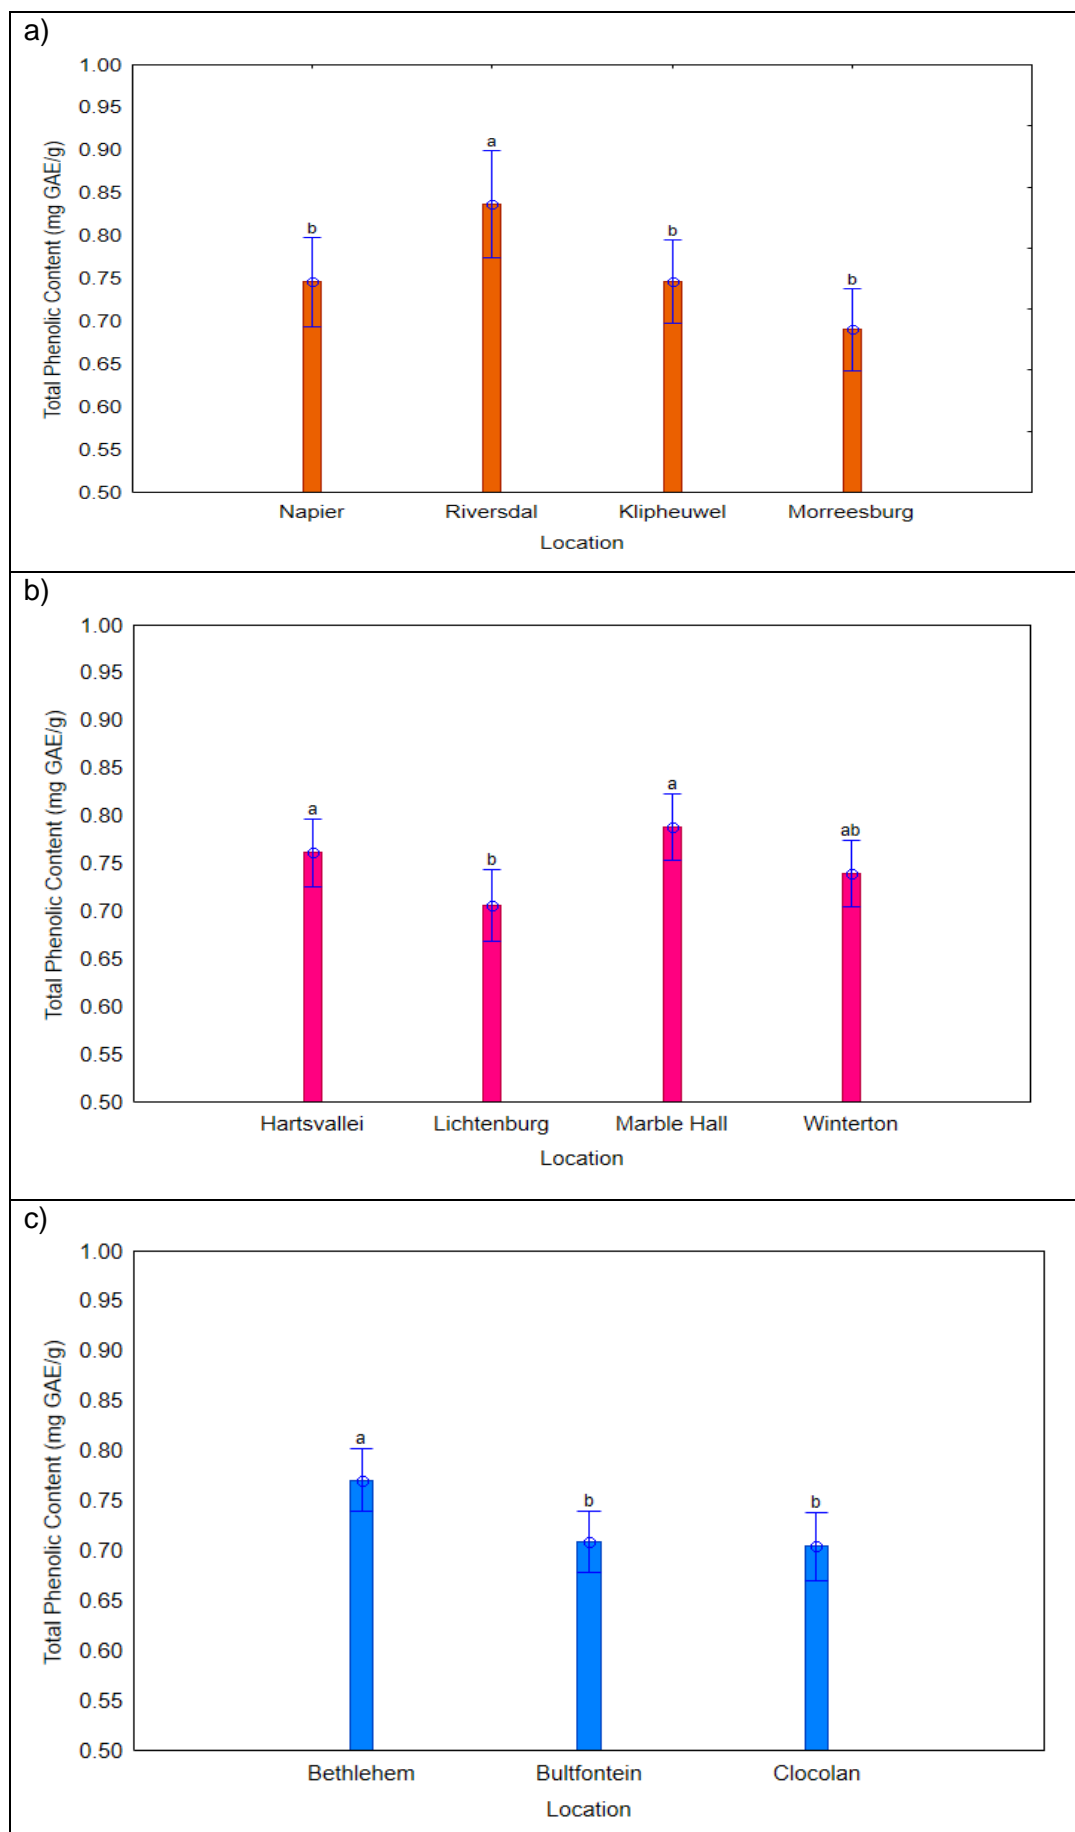 a)
Total Phenolic Content (mg GAE/g)
1.00
0.95
0.90
0.85
0.80
0.75
0.70
0.65
0.60
0.55
0.50
b
a
b
b
Napier Riversdal Klipheuwel Morreesburg
Location
b)
Total Phenolic Content (mg GAE/g)
1.00
0.95
0.90
0.85
0.80
0.75
0.70
0.65
0.60
0.55
0.50
a
b
a
ab
Hartsvallei Lichtenburg Marble Hall Winterton
Location
c)
Total Phenolic Content (mg GAE/g)
1.00
0.95
0.90
0.85
0.80
0.75
0.70
0.65
0.60
0.55
0.50
a
b
b
Bethlehem Bultfontein Clocolan
Location